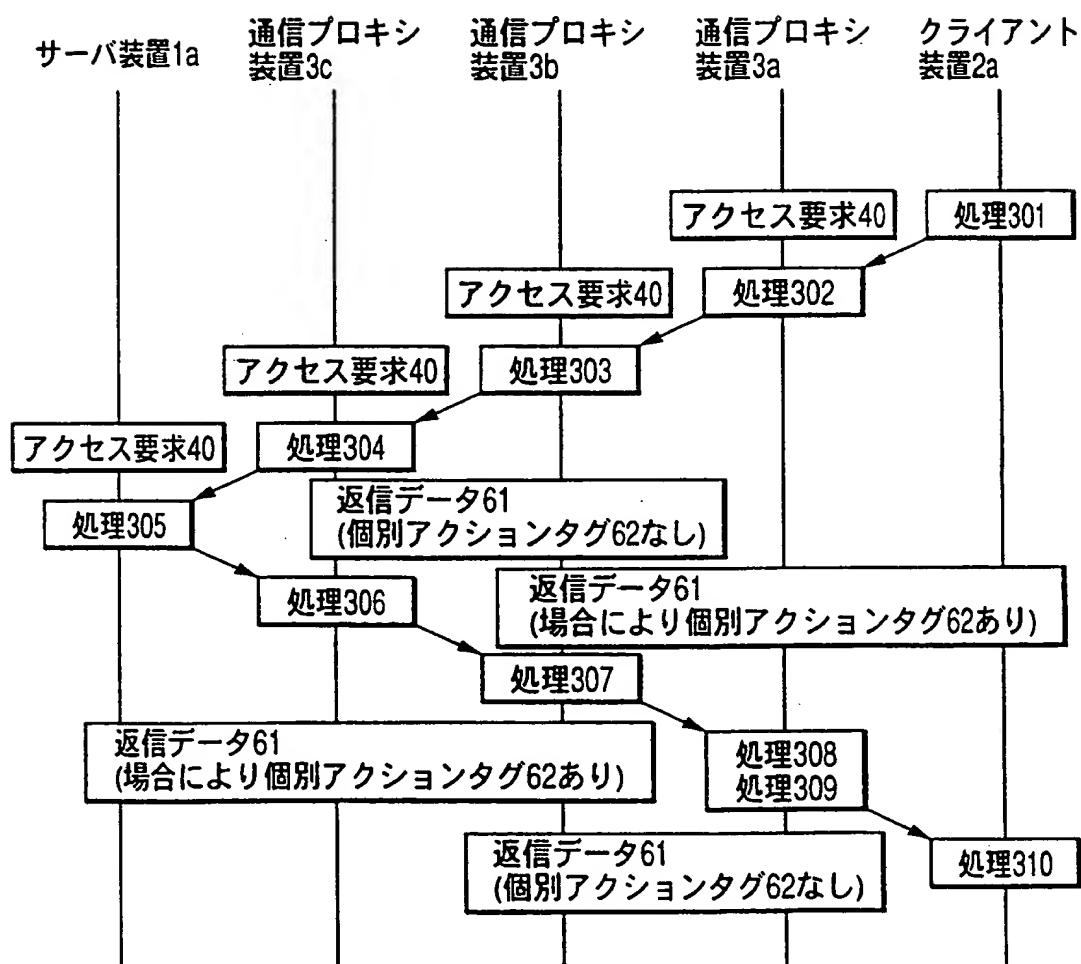 サーバ装置1a
通信プロキシ
装置3c
通信プロキシ
装置3b
通信プロキシ
装置3a
クライアント
装置2a
アクセス要求40
処理301
アクセス要求40
処理302
アクセス要求40
処理303
アクセス要求40
処理304
処理305
返信データ61
(個別アクションタグ62なし)
処理306
返信データ61
(場合により個別アクションタグ62あり)
処理307
返信データ61
(場合により個別アクションタグ62あり)
処理308
処理309
返信データ61
(個別アクションタグ62なし)
処理310